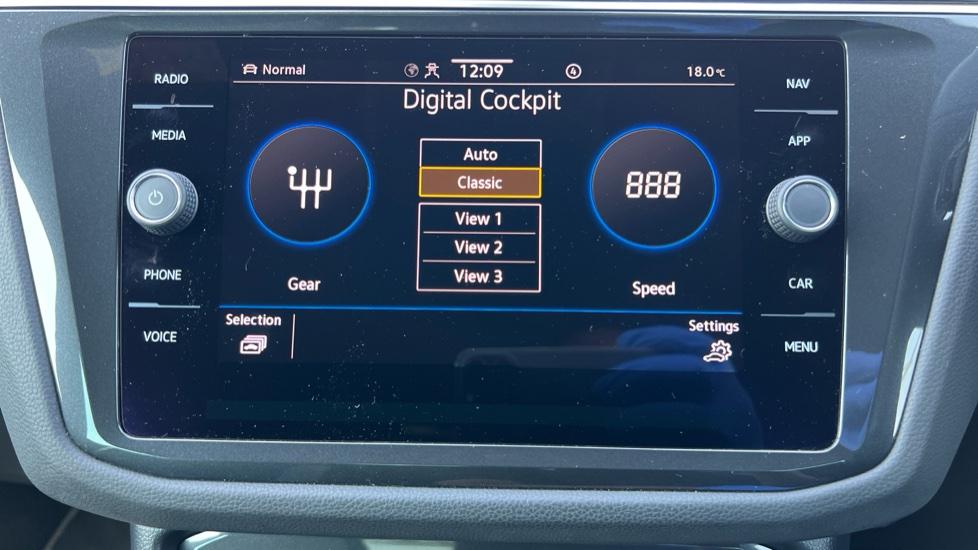 RADIO
MEDIA
PHONE
VOICE
Normal
12:09
4
18.0°C
Digital Cockpit
Auto
Classic
View 1
View 2
View 3
888
Gear
Speed
Selection
Settings
NAV
APP
CAR
MENU